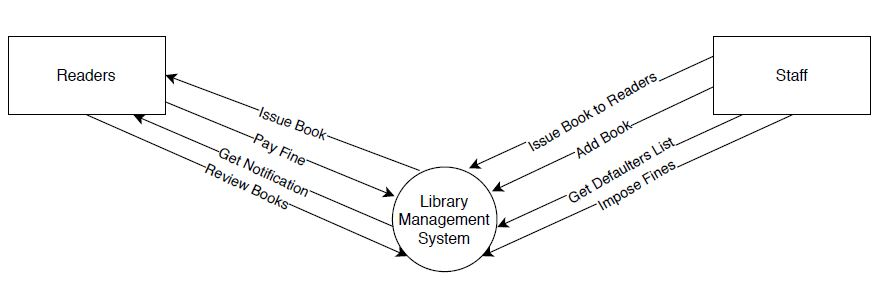 Readers
Staff
Issue Book
Pay Fine
Get Notification
Review Books
Issue Book to Readers
Add Book
Get Defaulters List
Impose Fines
Library
Management
System